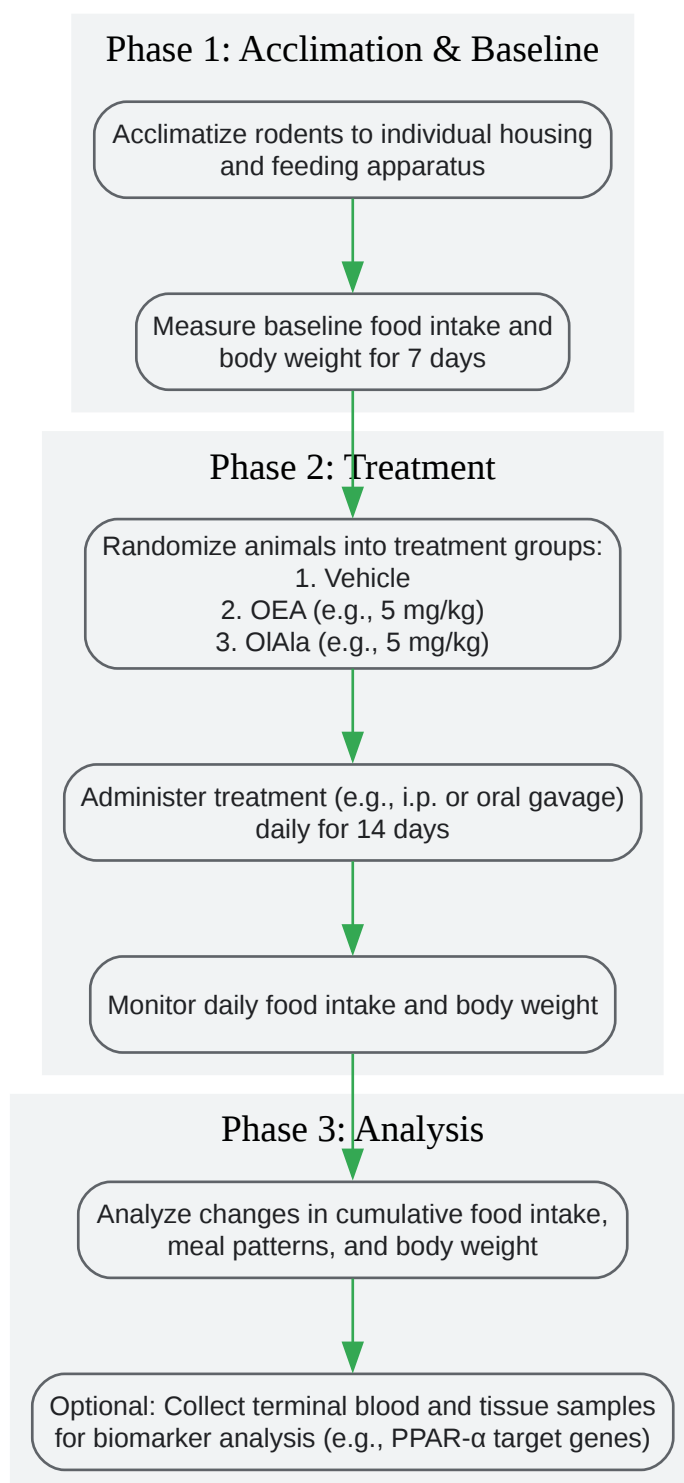 Phase 1: Acclimation & Baseline
Acclimatize rodents to individual housing
and feeding apparatus
Measure baseline food intake and
body weight for 7 days
Phase 2: Treatment
Randomize animals into treatment groups:
1. Vehicle
2. OEA (e.g., 5 mg/kg)
3. OlAla (e.g., 5 mg/kg)
Administer treatment (e.g., i.p. or oral gavage)
daily for 14 days
Monitor daily food intake and body weight
Phase 3: Analysis
Analyze changes in cumulative food intake,
meal patterns, and body weight
Optional: Collect terminal blood and tissue samples
for biomarker analysis (e.g., PPAR-α target genes)